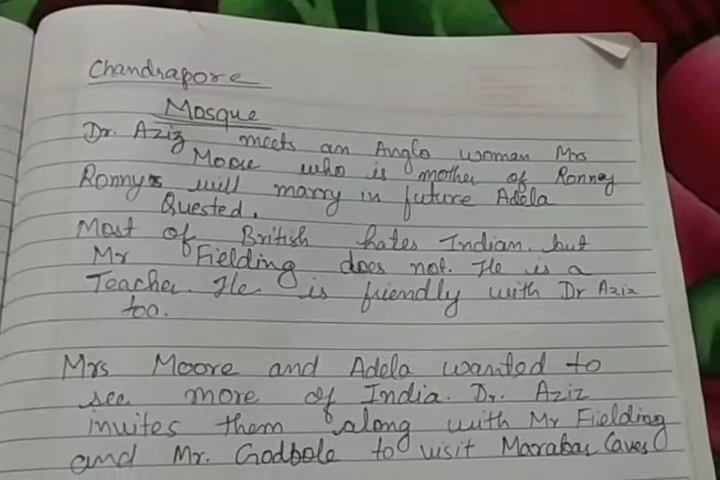 Chandrapore
Mosque
Dr. Aziz meets an Anglo woman Mrs
Moore who is mother of Ronney
Ronny will marry in future Adela
Quested.
Most of British hates Indian. but
Mr Fielding does not. He is a
Teacher. He is friendly with Dr Aziz
too.
Mrs Moore and Adela wanted to
see more of India. Dr. Aziz
invites them along with Mr Fielding
and Mr. Godbole to visit Marabar Caves